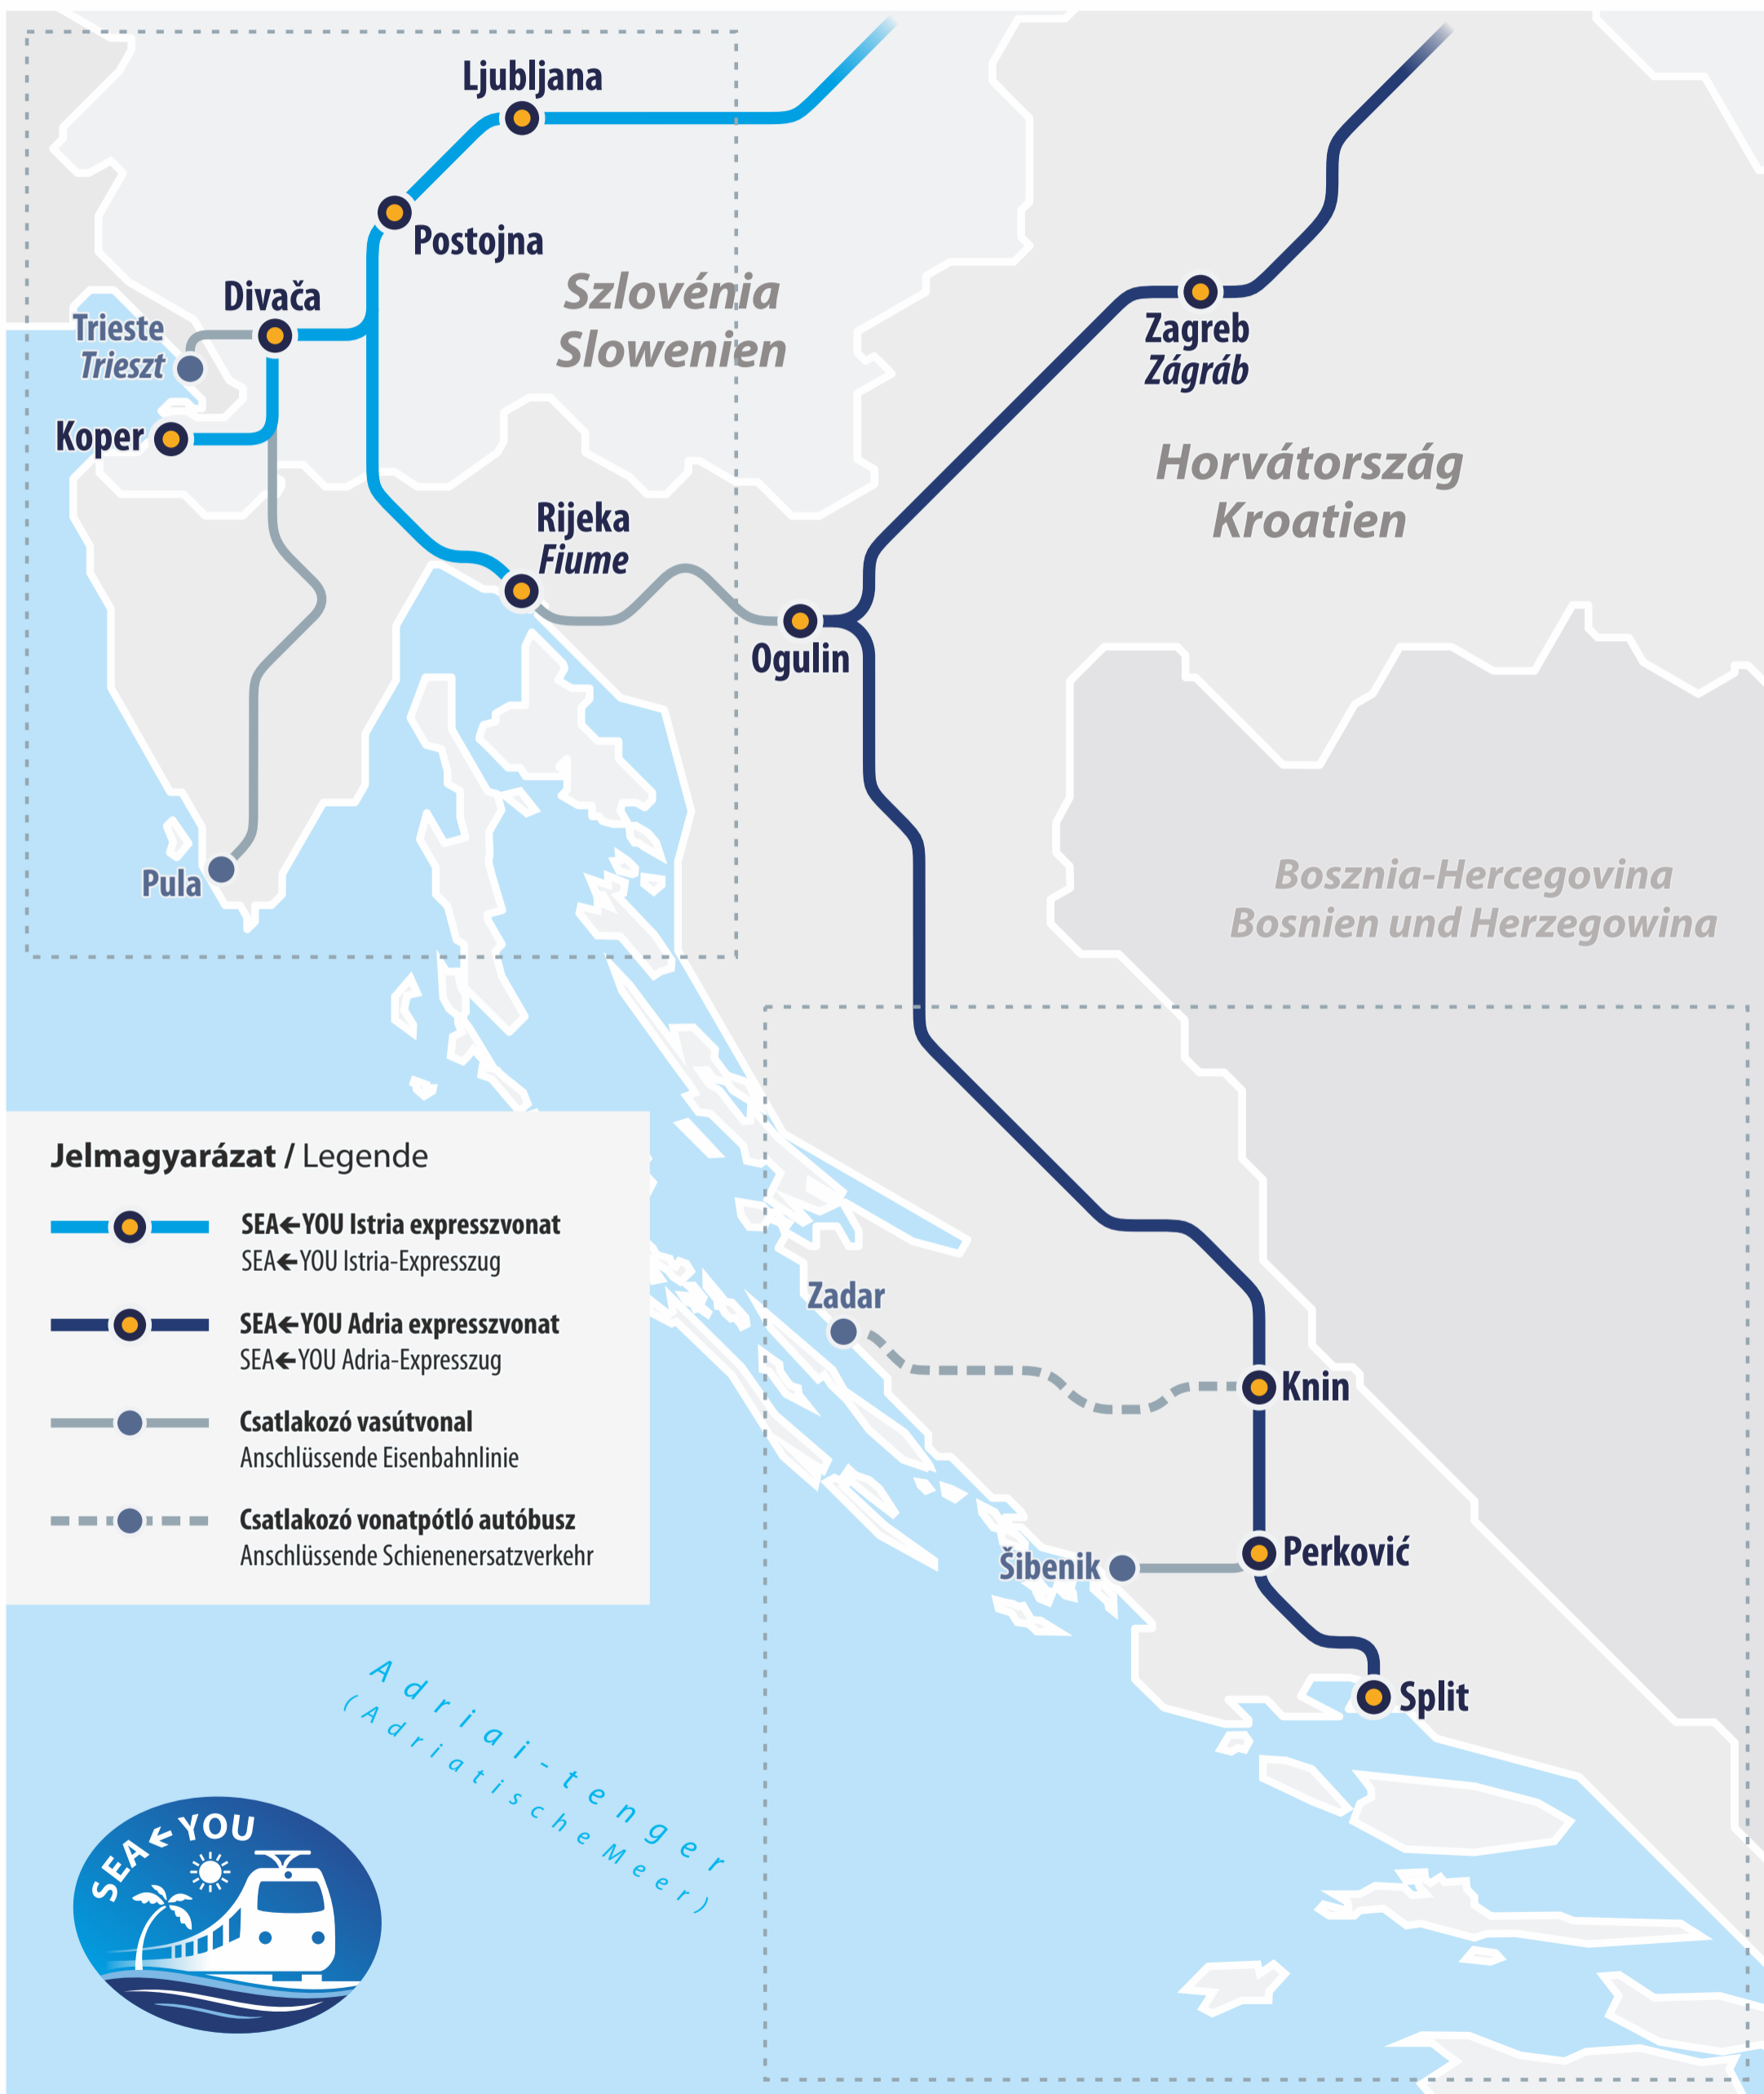 Ljubljana
Postojna
Divača
Szlovénia
Slowenien
Trieste
Trieszt
Koper
Zagreb
Zágráb
Horvátország
Kroatien
Rijeka
Fiume
Ogulin
Pula
Bosznia-Hercegovina
Bosnien und Herzegowina
Jelmagyarázat / Legende
SEA←YOU Istria expresszvonat
SEA←YOU Istria-Expresszug
SEA←YOU Adria expresszvonat
SEA←YOU Adria-Expresszug
Csatlakozó vasútvonal
Anschlüssende Eisenbahnlinie
Csatlakozó vonatpótló autóbusz
Anschlüssende Schienenersatzverkehr
Zadar
Knin
Šibenik
Perković
Split
Adriai-tenger
(Adriatische Meer)
SEA←YOU